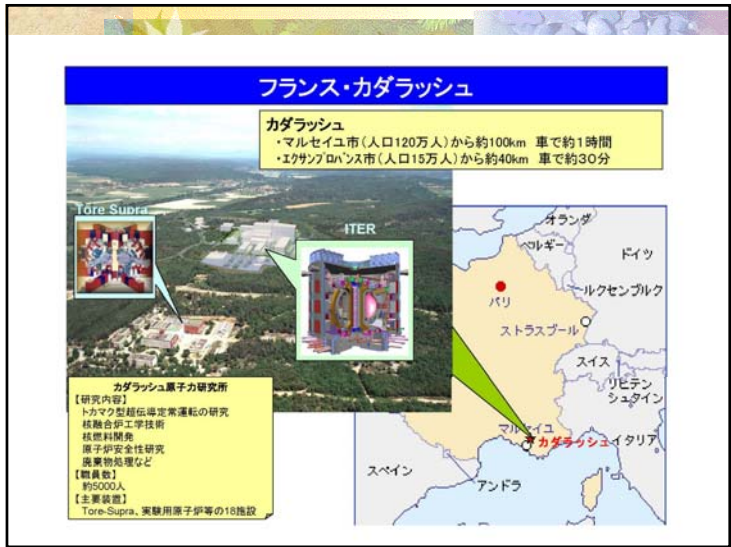 フランス・カダラッシュ
カダラッシュ
・マルセイユ市(人口120万人)から約100km 車で約1時間
・エクサンプロバンス市(人口15万人)から約40km 車で約30分
Tore Supra
ITER
カダラッシュ原子力研究所
【研究内容】
トカマク型超伝導定常運転の研究
核融合炉工学技術
核燃料開発
原子炉安全性研究
廃棄物処理など
【職員数】
約5000人
【主要装置】
Tore-Supra、実験用原子炉等の18施設
オランダ
ベルギー
ドイツ
パリ
ルクセンブルク
ストラスブール
スイス
リヒテン
シュタイン
マルセイユ
カダラッシュ
イタリア
スペイン
アンドラ